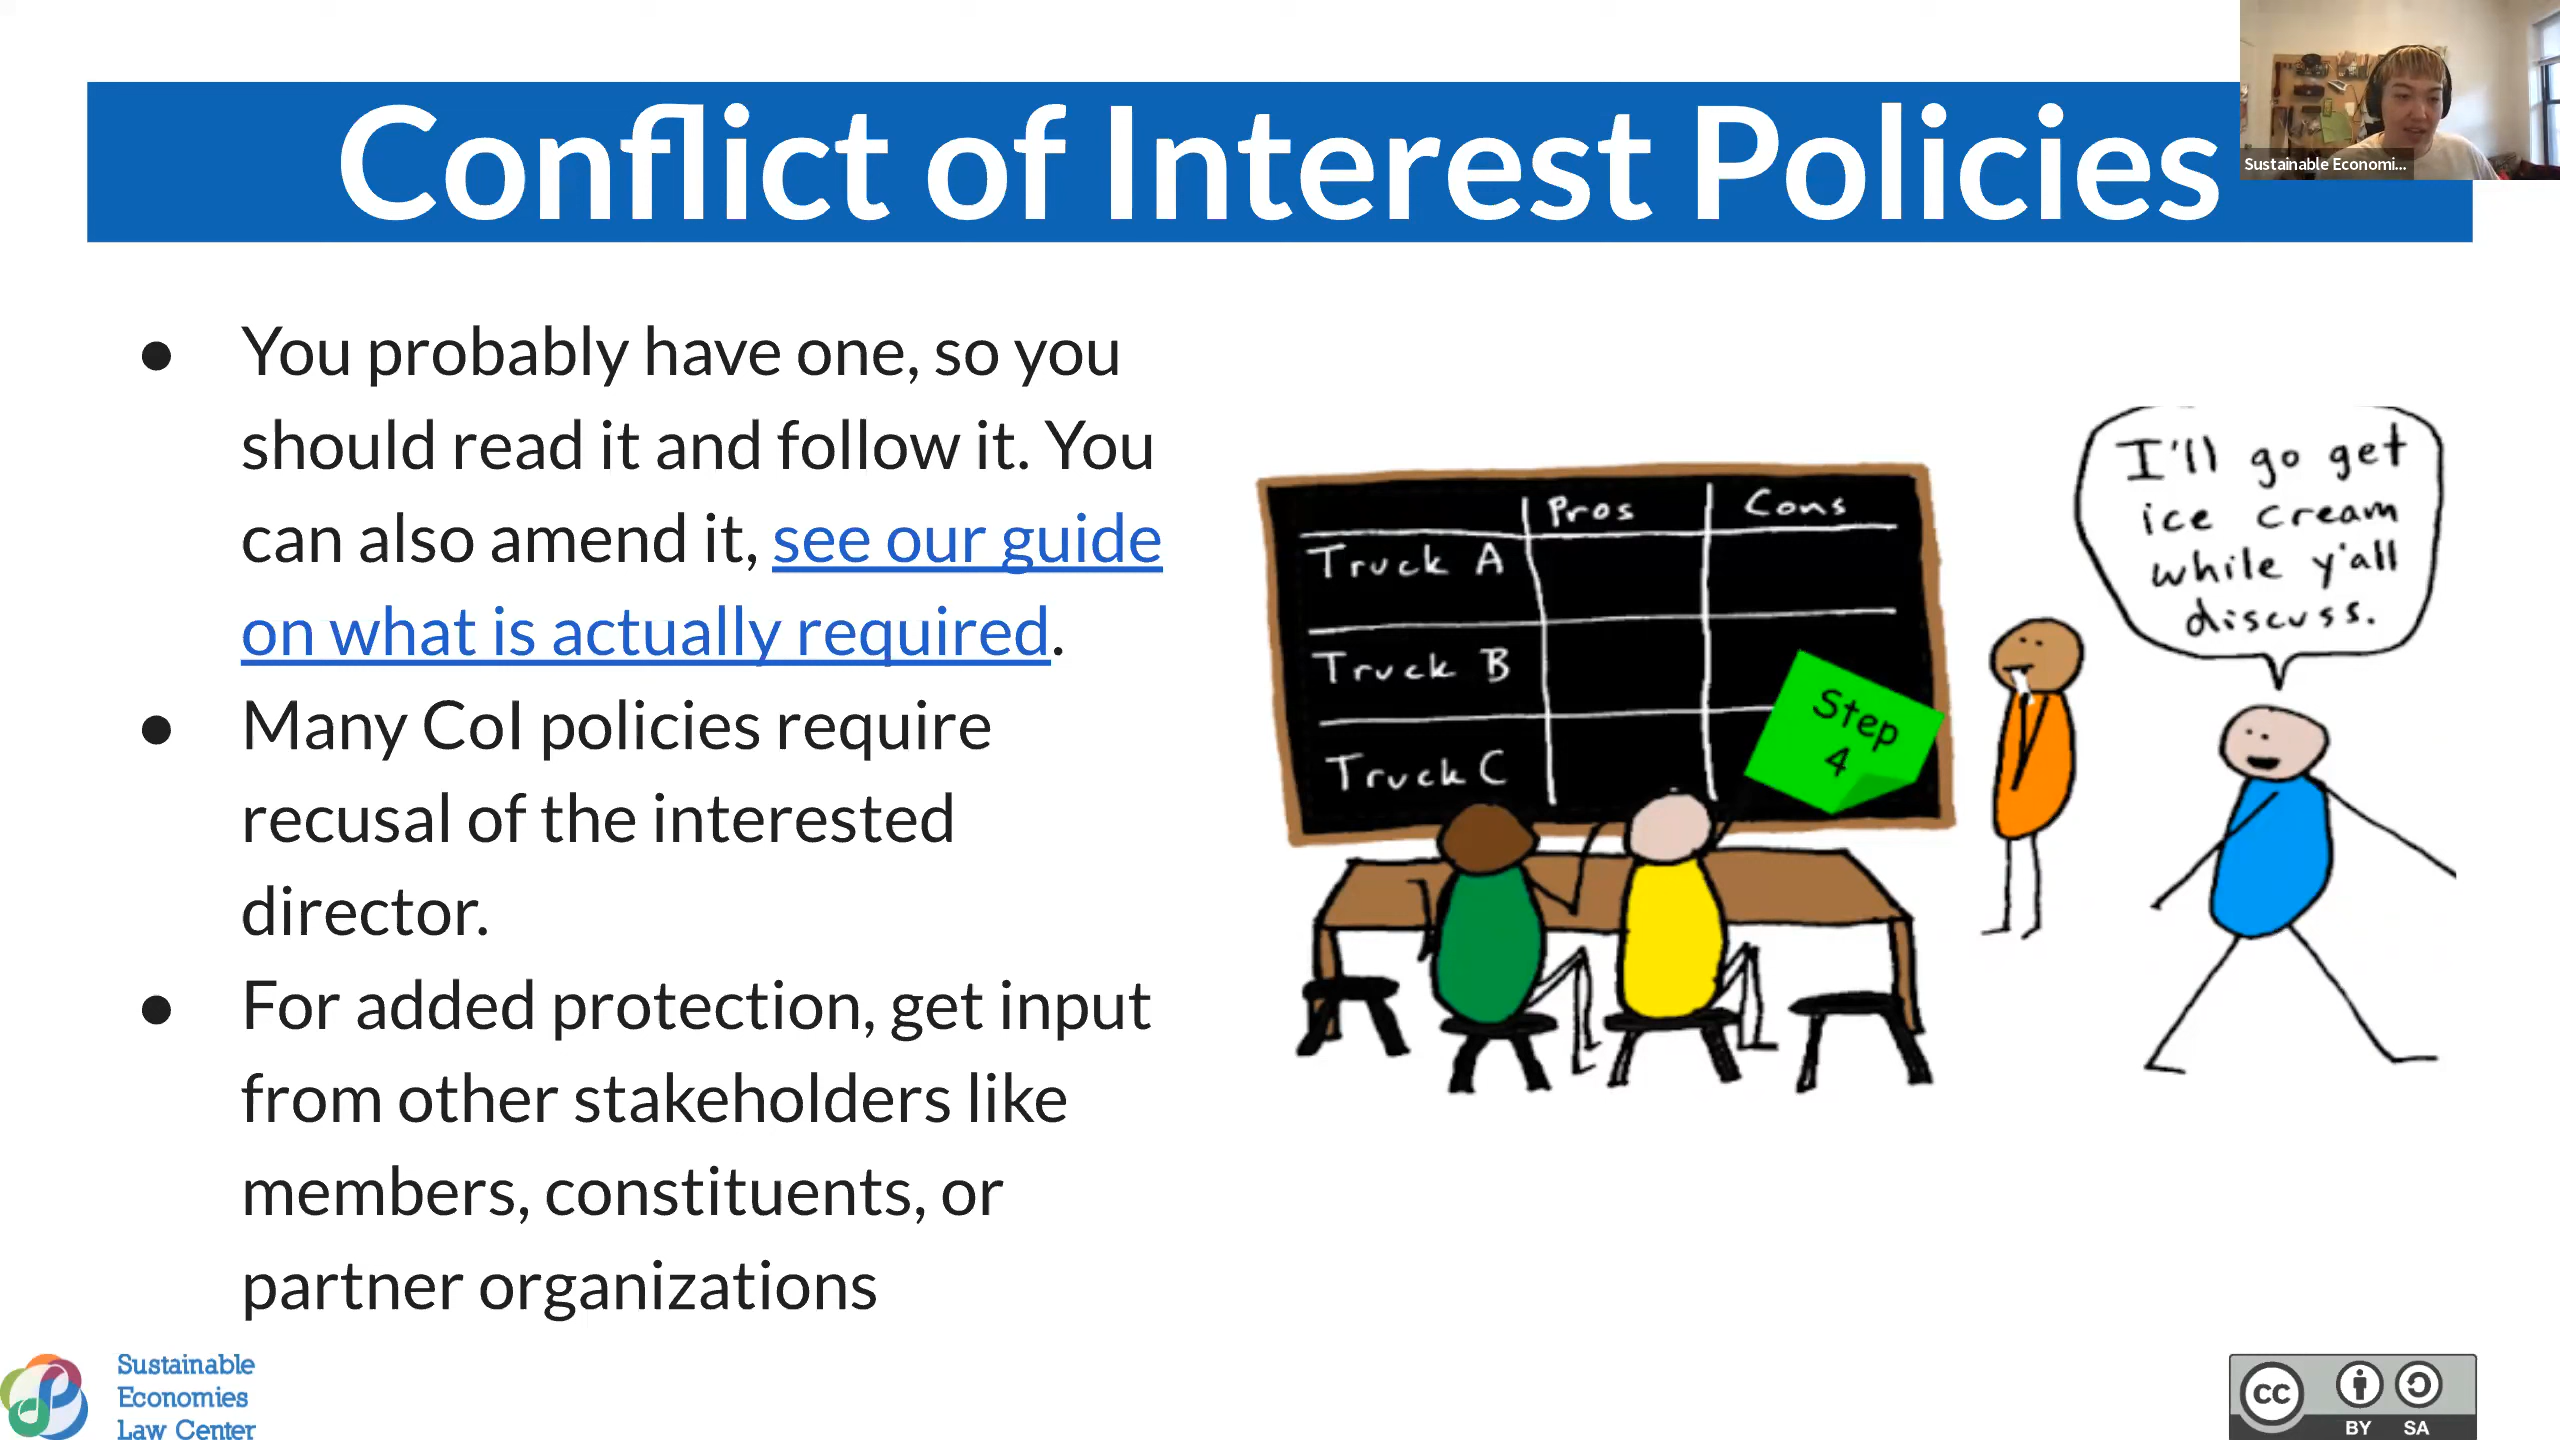 Conflict of Interest Policies
Sustainable Economi...
● You probably have one, so you
should read it and follow it. You
can also amend it, see our guide
on what is actually required.
● Many CoI policies require
recusal of the interested
director.
● For added protection, get input
from other stakeholders like
members, constituents, or
partner organizations
Pros Cons
Truck A
Truck B
Truck C
Step
4
I'll go get
ice cream
while y'all
discuss.
Sustainable
Economies
Law Center
cc
BY SA